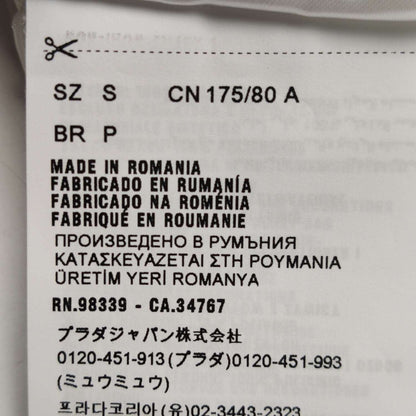 SZ S CN 175/80 A
BR P
MADE IN ROMANIA
FABRICADO EN RUMANÍA
FABRICADO NA ROMÉNIA
FABRIQUÉ EN ROUMANIE
ПРОИЗВЕДЕНО В РУМЪНИЯ
ΚΑΤΑΣΚΕΥΑΖΕΤΑΙ ΣΤΗ ΡΟΥΜΑΝΙΑ
ÜRETİM YERİ ROMANYA
RN.98339 - CA.34767
プラダジャパン株式会社
0120-451-913(プラダ)0120-451-993
(ミュウミュウ)
프라다코리아(유)02-3443-2323